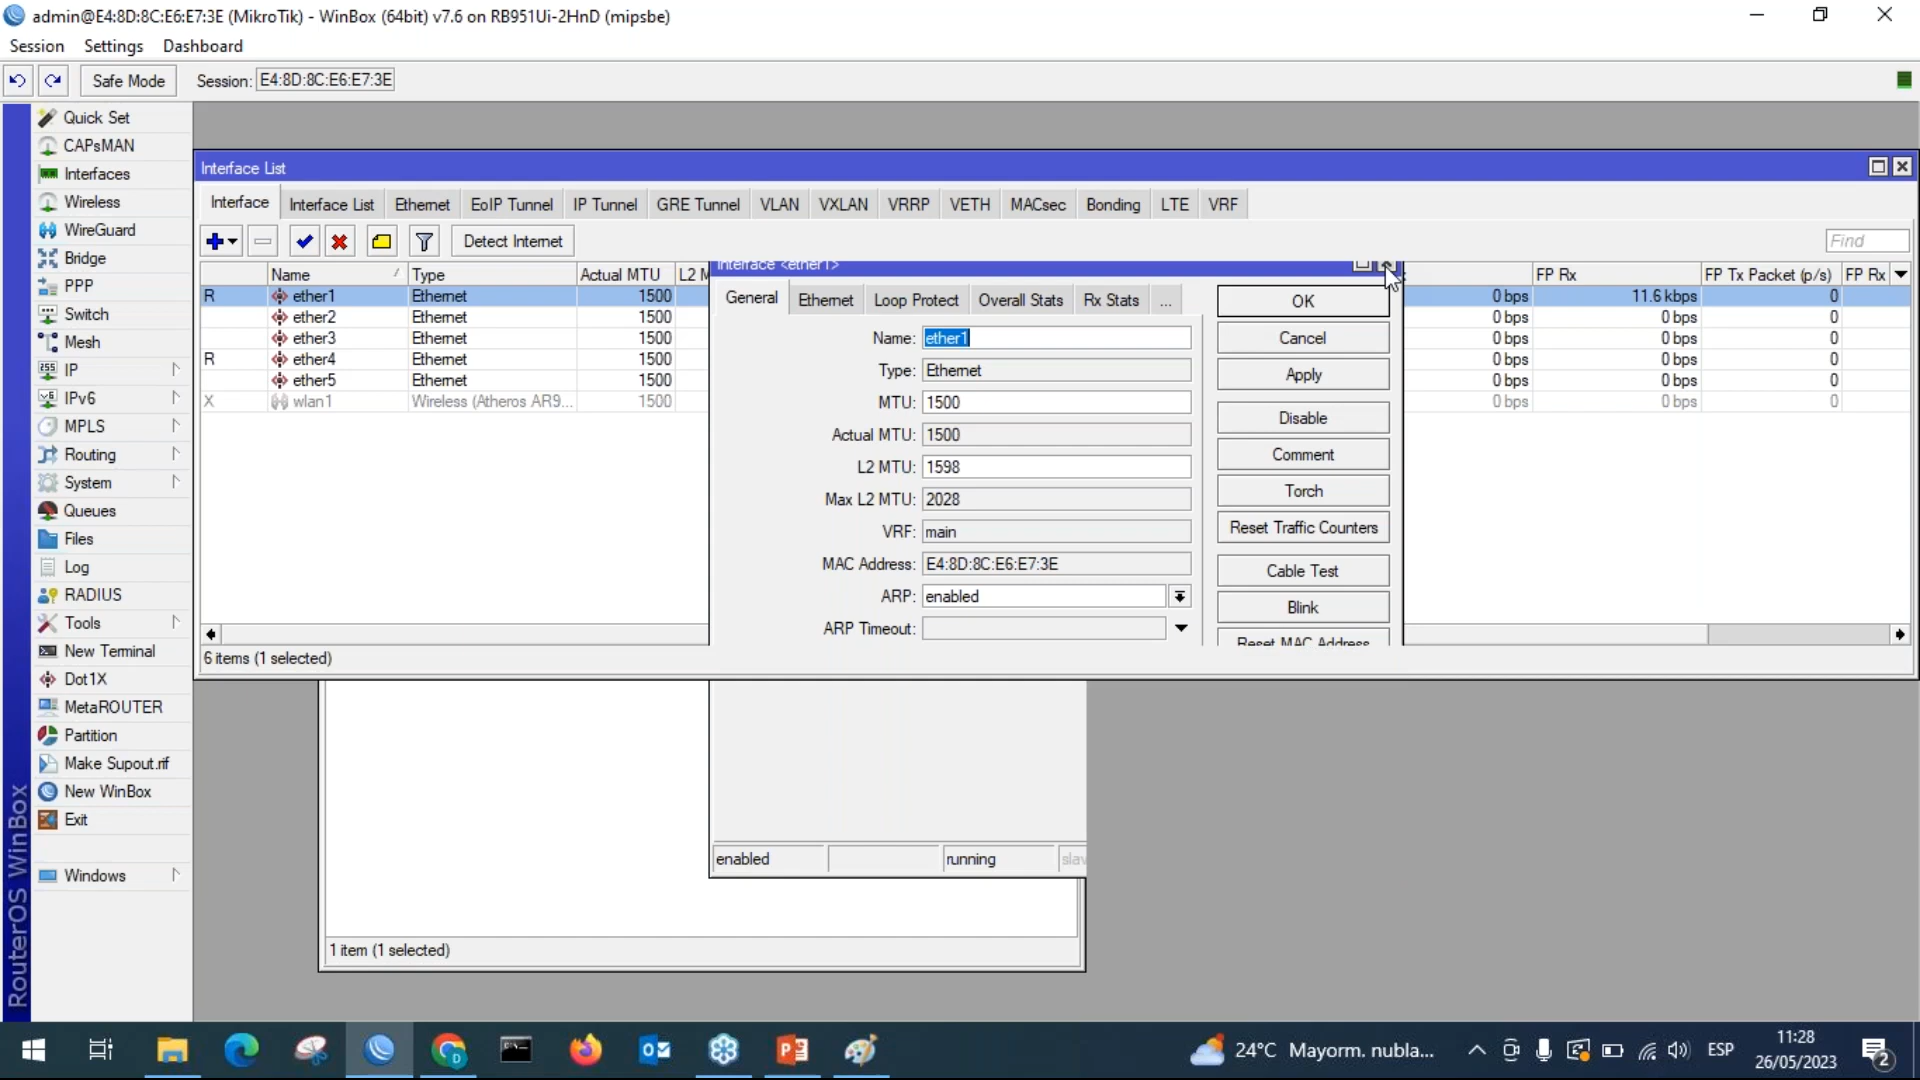 admin@E4:8D:8C:E6:E7:3E (MikroTik) - WinBox (64bit) v7.6 on RB951Ui-2HnD (mipsbe)
Session Settings Dashboard
Safe Mode Session: E4:8D:8C:E6:E7:3E
Quick Set
CAPsMAN
Interfaces
Wireless
WireGuard
Bridge
PPP
Switch
Mesh
IP
IPv6
MPLS
Routing
System
Queues
Files
Log
RADIUS
Tools
New Terminal
Dot1X
MetaROUTER
Partition
Make Supout.rif
New WinBox
Exit
Windows
RouterOS WinBox
Interface List
Interface Interface List Ethernet EoIP Tunnel IP Tunnel GRE Tunnel VLAN VXLAN VRRP VETH MACsec Bonding LTE VRF
Detect Internet Find
Name Type Actual MTU L2 M FP Rx FP Tx Packet (p/s) FP Rx
R ether1 Ethernet 1500 0 bps 11.6 kbps 0
ether2 Ethernet 1500 0 bps 0 bps 0
ether3 Ethernet 1500 0 bps 0 bps 0
R ether4 Ethernet 1500 0 bps 0 bps 0
ether5 Ethernet 1500 0 bps 0 bps 0
X wlan1 Wireless (Atheros AR9... 1500 0 bps 0 bps 0
6 items (1 selected)
Interface <ether1>
General Ethernet Loop Protect Overall Stats Rx Stats ...
Name: ether1
Type: Ethernet
MTU: 1500
Actual MTU: 1500
L2 MTU: 1598
Max L2 MTU: 2028
VRF: main
MAC Address: E4:8D:8C:E6:E7:3E
ARP: enabled
ARP Timeout:
OK
Cancel
Apply
Disable
Comment
Torch
Reset Traffic Counters
Cable Test
Blink
Reset MAC Address
enabled running slav
1 item (1 selected)
24°C Mayorm. nubla... ESP 11:28
26/05/2023 2